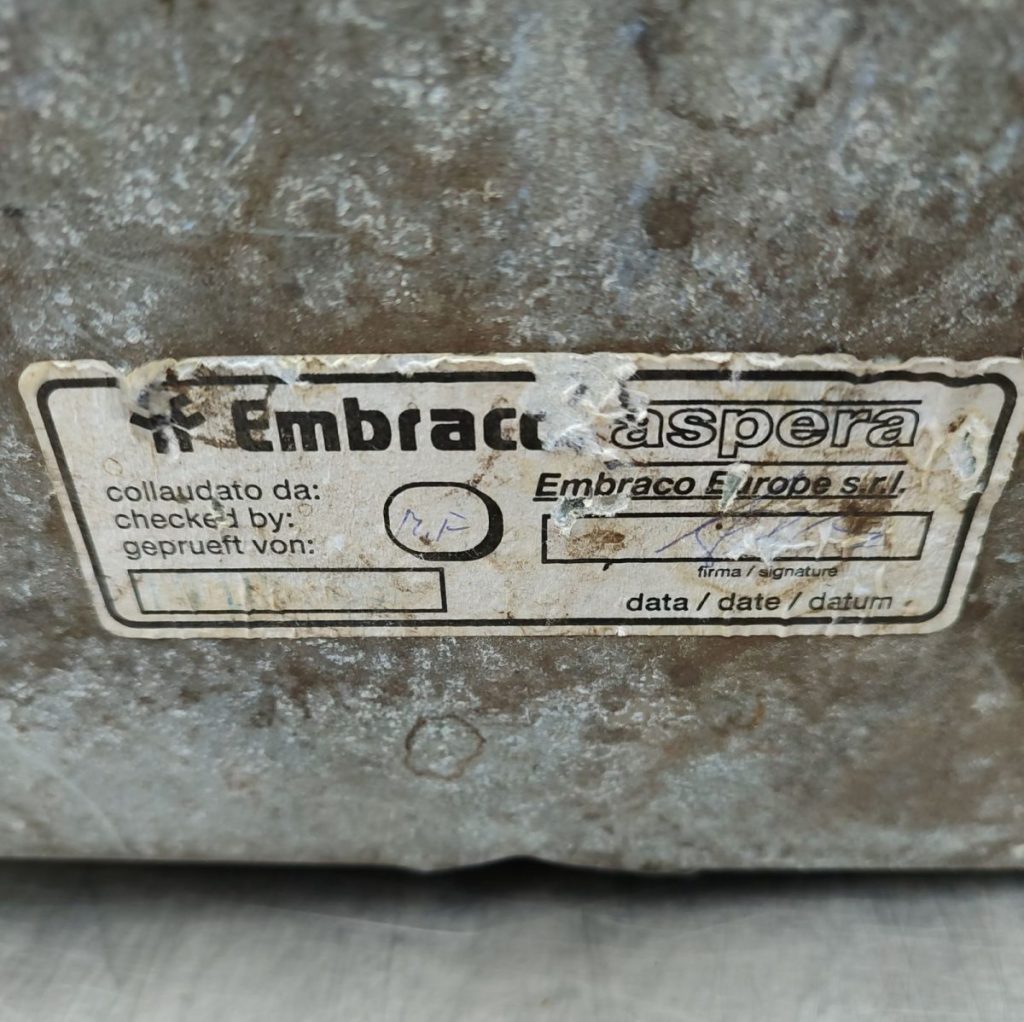 Embraco aspera
collaudato da:
checked by:
geprueft von:
M.F
Embraco Europe s.r.l.
firma / signature
data / date / datum